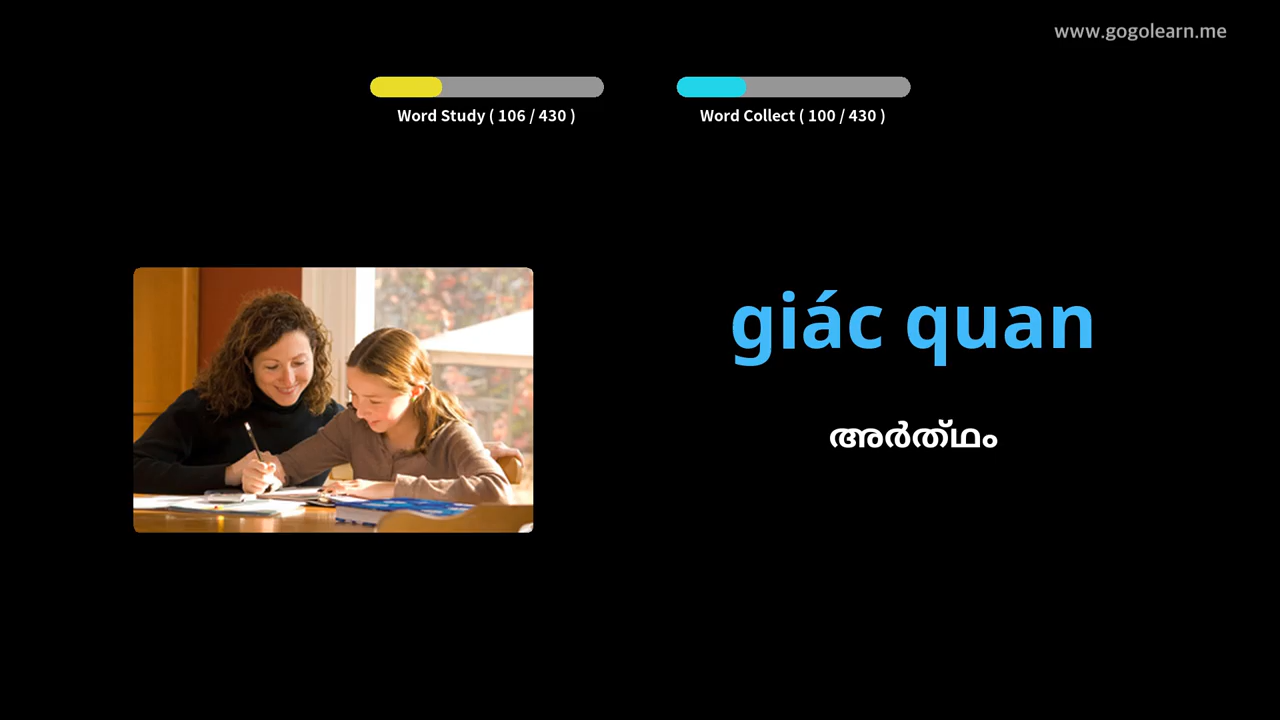 www.gogolearn.me
Word Study ( 106 / 430 )
Word Collect ( 100 / 430 )
giác quan
അർത്ഥം